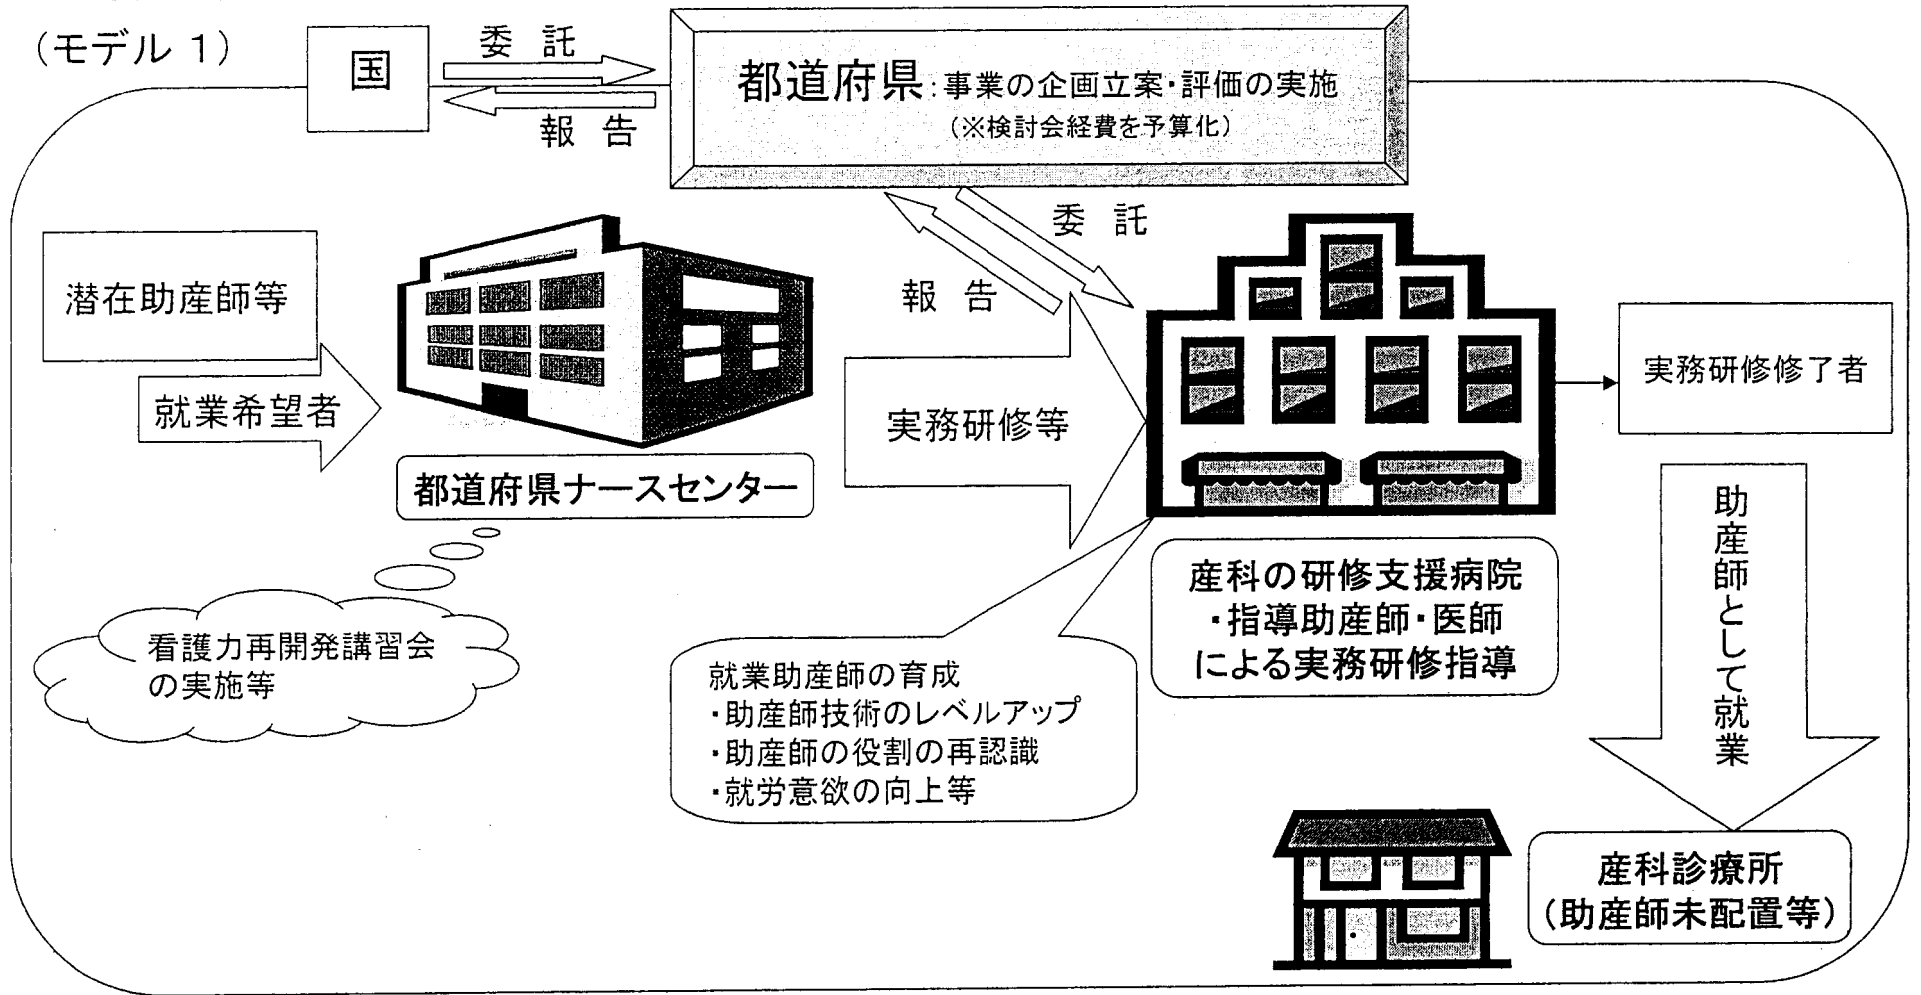 (モデル 1)
国
委 託
報 告
都道府県:事業の企画立案・評価の実施
(※検討会経費を予算化)
委 託
報 告
潜在助産師等
就業希望者
都道府県ナースセンター
看護力再開発講習会
の実施等
実務研修等
産科の研修支援病院
・指導助産師・医師
による実務研修指導
就業助産師の育成
・助産師技術のレベルアップ
・助産師の役割の再認識
・就労意欲の向上等
実務研修修了者
助産師として就業
産科診療所
(助産師未配置等)